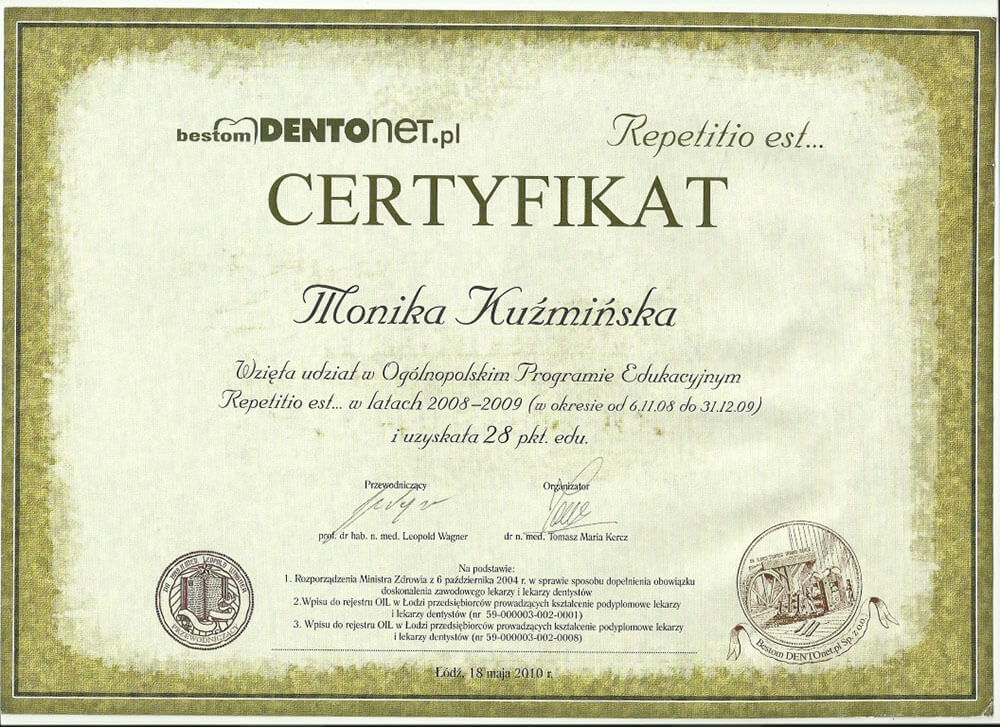 bestom DENTOneT.pl
Repetitio est...
CERTYFIKAT
Monika Kuźmińska
Wzięła udział w Ogólnopolskim Programie Edukacyjnym
Repetitio est... w latach 2008–2009 (w okresie od 6.11.08 do 31.12.09)
i uzyskała 28 pkt. edu.
Przewodniczący
Organizator
prof. dr hab. n. med. Leopold Wagner
dr n. med. Tomasz Maria Kercz
Na podstawie:
1. Rozporządzenia Ministra Zdrowia z 6 października 2004 r. w sprawie sposobu dopełnienia obowiązku
doskonalenia zawodowego lekarzy i lekarzy dentystów
2.Wpisu do rejestru OIL w Łodzi przedsiębiorców prowadzących kształcenie podyplomowe lekarzy
i lekarzy dentystów (nr 59-000003-002-0001)
3. Wpisu do rejestru OIL w Łodzi przedsiębiorców prowadzących kształcenie podyplomowe lekarzy
i lekarzy dentystów (nr 59-000003-002-0008)
PRZEWODNICZĄCY
Bestom DENTOnet.pl Sp. z o.o.
Łódź, 18 maja 2010 r.